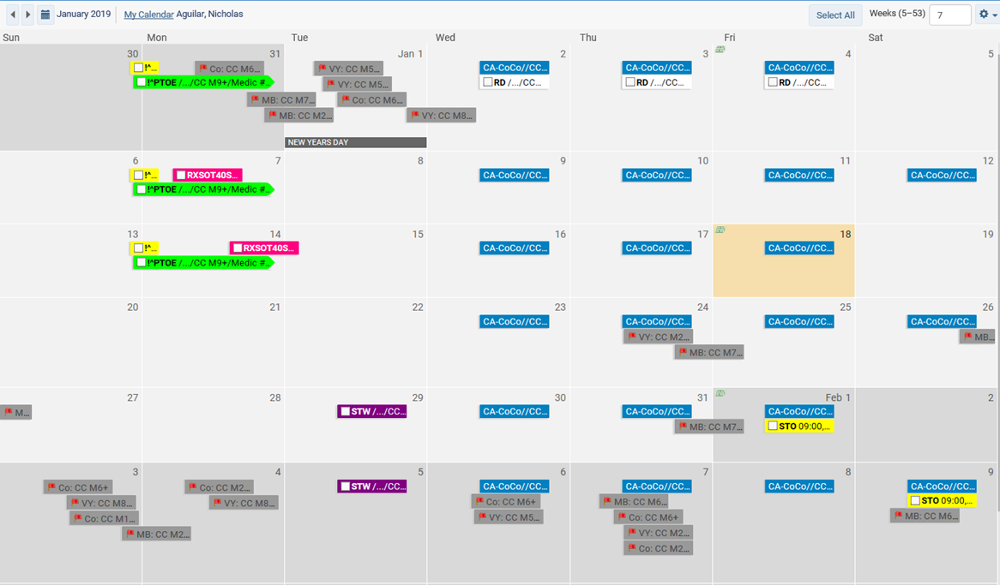 January 2019 My Calendar Aguilar, Nicholas Select All Weeks (5–53) 7
Sun Mon Tue Wed Thu Fri Sat
30 31 Jan 1 2 3 4 5
!^... Co: CC M6... VY: CC M5... CA-CoCo//CC... CA-CoCo//CC... CA-CoCo//CC...
!^PTOE /.../CC M9+/Medic #... VY: CC M5... RD /.../CC... RD /.../CC... RD /.../CC...
MB: CC M7... Co: CC M6...
MB: CC M2... VY: CC M8...
NEW YEARS DAY
6 7 8 9 10 11 12
!^... RXSOT40S... CA-CoCo//CC... CA-CoCo//CC... CA-CoCo//CC... CA-CoCo//CC...
!^PTOE /.../CC M9+/Medic #...
13 14 15 16 17 18 19
!^... RXSOT40S... CA-CoCo//CC... CA-CoCo//CC... CA-CoCo//CC...
!^PTOE /.../CC M9+/Medic #...
20 21 22 23 24 25 26
CA-CoCo//CC... CA-CoCo//CC... CA-CoCo//CC... CA-CoCo//CC...
VY: CC M2... MB...
MB: CC M7...
27 28 29 30 31 Feb 1 2
M... STW /.../CC... CA-CoCo//CC... CA-CoCo//CC... CA-CoCo//CC...
MB: CC M7... STO 09:00,...
3 4 5 6 7 8 9
Co: CC M6+ Co: CC M2... STW /.../CC... CA-CoCo//CC... CA-CoCo//CC... CA-CoCo//CC... CA-CoCo//CC...
VY: CC M8... VY: CC M8... Co: CC M6+ MB: CC M6... STO 09:00,...
Co: CC M1... VY: CC M5... Co: CC M6+ MB: CC M6...
MB: CC M2... VY: CC M2...
Co: CC M2...